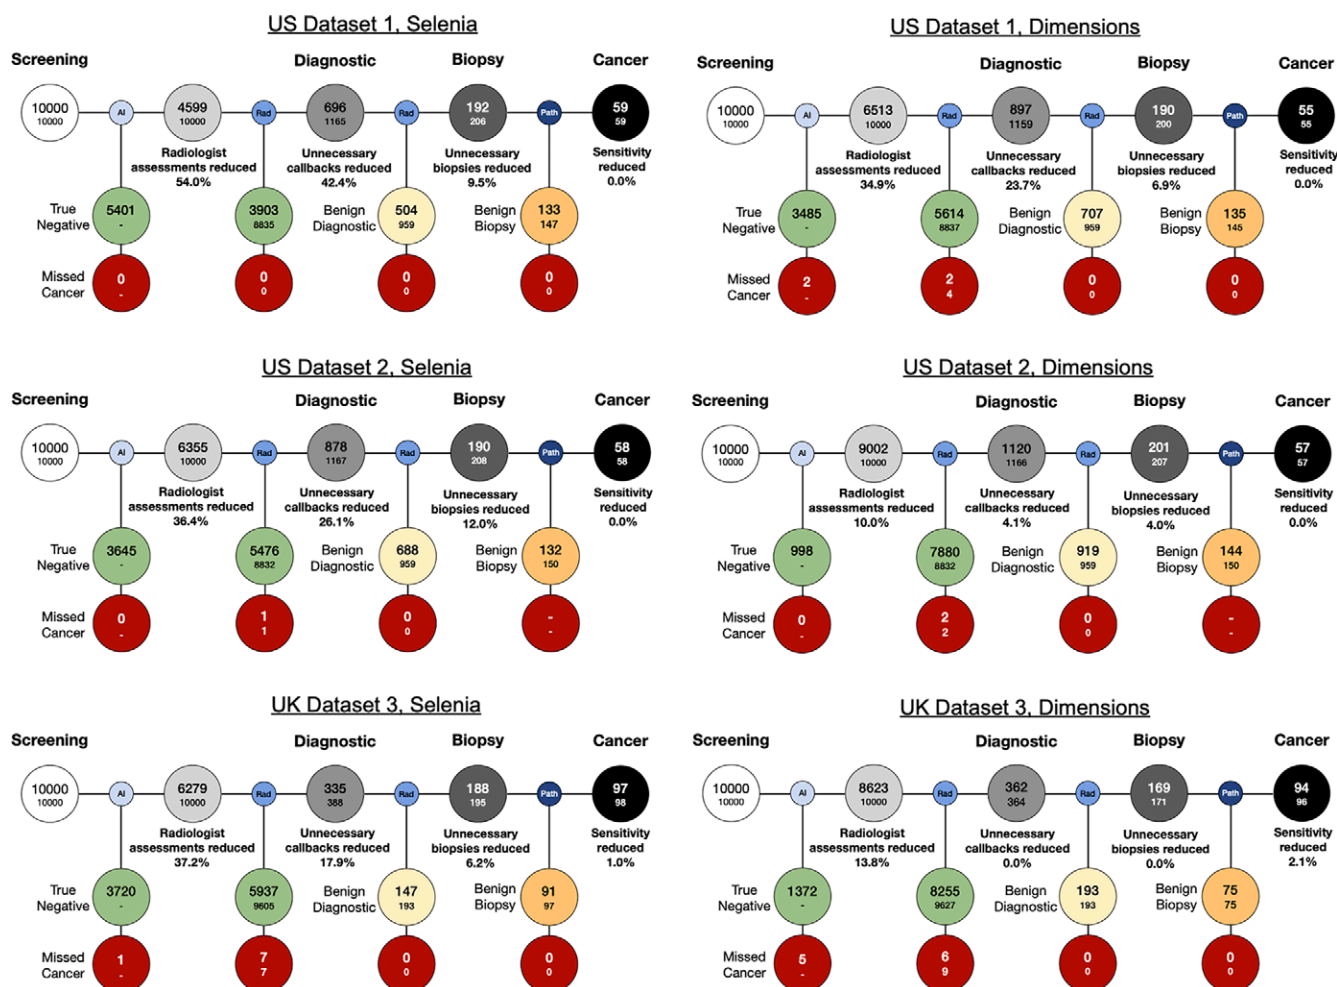 US Dataset 1, Selenia
Screening Diagnostic Biopsy Cancer
10000 AI 4599 Rad 696 Rad 192 Path 59
10000 10000 1165 206 59
Radiologist Unnecessary Unnecessary Sensitivity
assessments reduced callbacks reduced biopsies reduced reduced
54.0% 42.4% 9.5% 0.0%
True 5401 3903 Benign 504 Benign 133
Negative - 8835 Diagnostic 959 Biopsy 147
Missed 0 0 0 0
Cancer - 0 0 0
US Dataset 1, Dimensions
Screening Diagnostic Biopsy Cancer
10000 AI 6513 Rad 897 Rad 190 Path 55
10000 10000 1159 200 55
Radiologist Unnecessary Unnecessary Sensitivity
assessments reduced callbacks reduced biopsies reduced reduced
34.9% 23.7% 6.9% 0.0%
True 3485 5614 Benign 707 Benign 135
Negative - 8837 Diagnostic 959 Biopsy 145
Missed 2 2 0 0
Cancer - 4 0 0
US Dataset 2, Selenia
Screening Diagnostic Biopsy Cancer
10000 AI 6355 Rad 878 Rad 190 Path 58
10000 10000 1167 208 58
Radiologist Unnecessary Unnecessary Sensitivity
assessments reduced callbacks reduced biopsies reduced reduced
36.4% 26.1% 12.0% 0.0%
True 3645 5476 Benign 688 Benign 132
Negative - 8832 Diagnostic 959 Biopsy 150
Missed 0 1 0 -
Cancer - 1 0 -
US Dataset 2, Dimensions
Screening Diagnostic Biopsy Cancer
10000 AI 9002 Rad 1120 Rad 201 Path 57
10000 10000 1166 207 57
Radiologist Unnecessary Unnecessary Sensitivity
assessments reduced callbacks reduced biopsies reduced reduced
10.0% 4.1% 4.0% 0.0%
True 998 7880 Benign 919 Benign 144
Negative - 8832 Diagnostic 959 Biopsy 150
Missed 0 2 0 -
Cancer - 2 0 -
UK Dataset 3, Selenia
Screening Diagnostic Biopsy Cancer
10000 AI 6279 Rad 335 Rad 188 Path 97
10000 10000 388 195 98
Radiologist Unnecessary Unnecessary Sensitivity
assessments reduced callbacks reduced biopsies reduced reduced
37.2% 17.9% 6.2% 1.0%
True 3720 5937 Benign 147 Benign 91
Negative - 9605 Diagnostic 193 Biopsy 97
Missed 1 7 0 0
Cancer - 7 0 0
UK Dataset 3, Dimensions
Screening Diagnostic Biopsy Cancer
10000 AI 8623 Rad 362 Rad 169 Path 94
10000 10000 364 171 96
Radiologist Unnecessary Unnecessary Sensitivity
assessments reduced callbacks reduced biopsies reduced reduced
13.8% 0.0% 0.0% 2.1%
True 1372 8255 Benign 193 Benign 75
Negative - 9627 Diagnostic 193 Biopsy 75
Missed 5 6 0 0
Cancer - 9 0 0